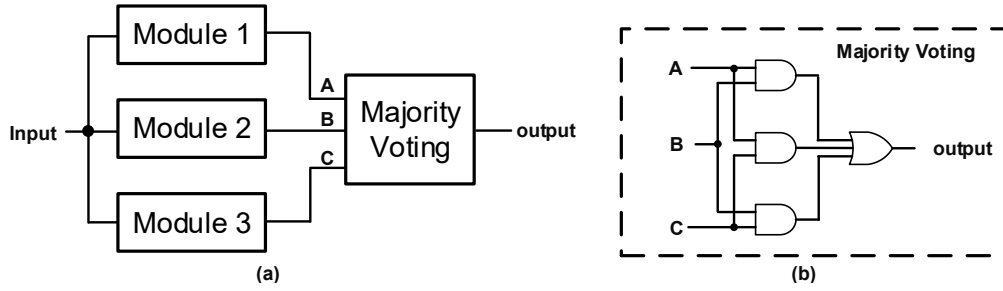 Module 1
Module 2
Module 3
Input
A
B
C
Majority
Voting
output
(a)
Majority Voting
A
B
C
output
(b)